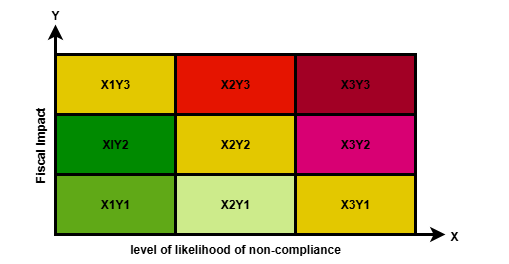 Y
X1Y3 X2Y3 X3Y3
Fiscal Impact
XIY2 X2Y2 X3Y2
X1Y1 X2Y1 X3Y1
X
level of likelihood of non-compliance